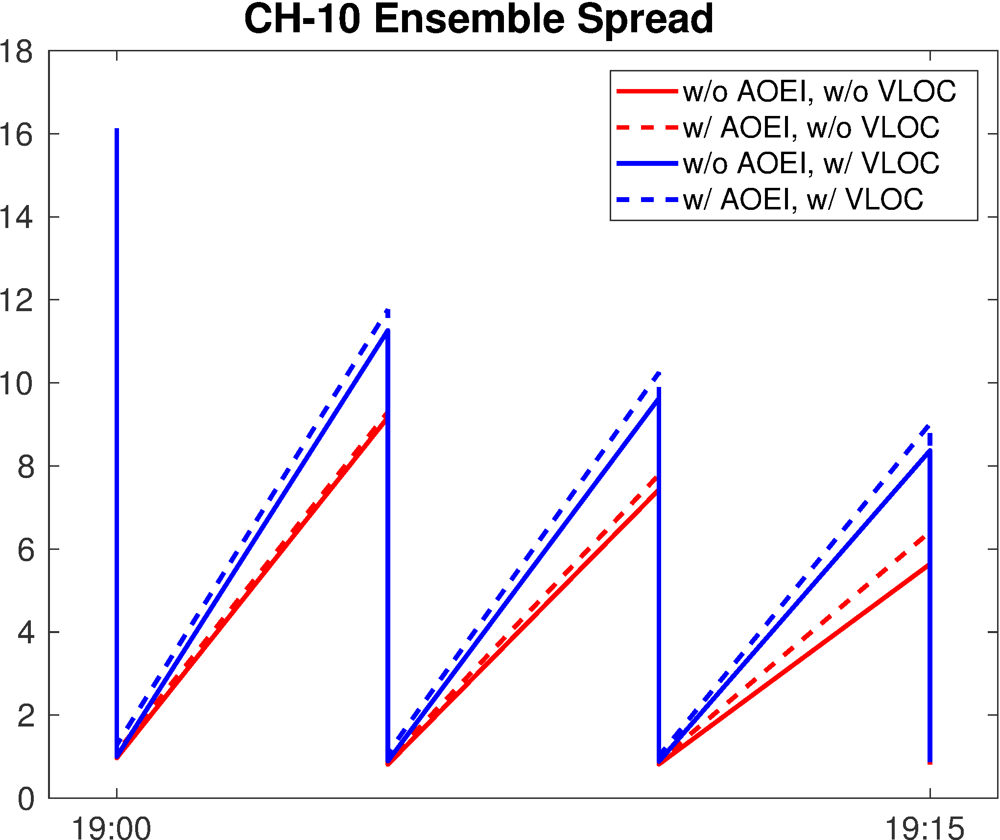 CH-10 Ensemble Spread
18
16
14
12
10
8
6
4
2
0
w/o AOEI, w/o VLOC
w/ AOEI, w/o VLOC
w/o AOEI, w/ VLOC
w/ AOEI, w/ VLOC
19:00
19:15